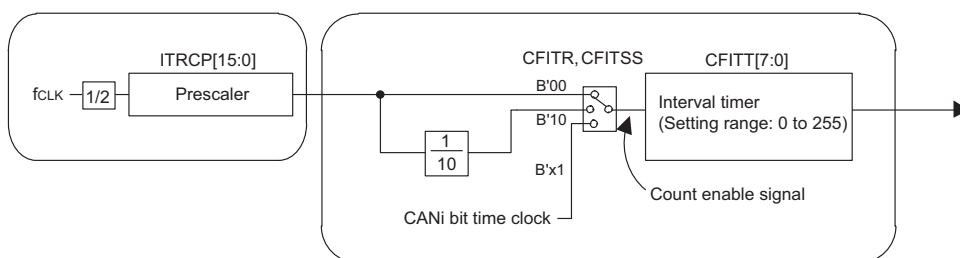 ITRCP[15:0]
fCLK
1/2
Prescaler
CFITR, CFITSS
B'00
B'10
B'x1
1
10
CANi bit time clock
CFITT[7:0]
Interval timer
(Setting range: 0 to 255)
Count enable signal